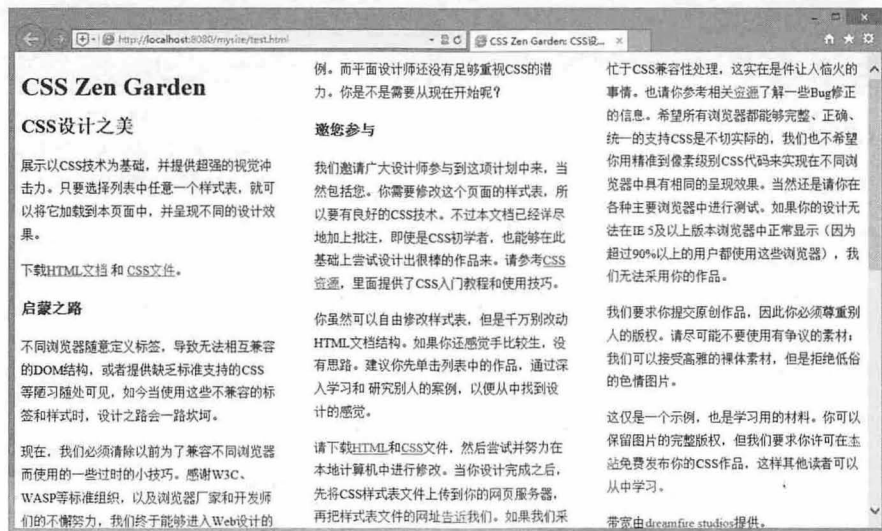 http://localhost:8080/mysite/test.html
CSS Zen Garden: CSS设...
CSS Zen Garden
CSS设计之美
展示以CSS技术为基础，并提供超强的视觉冲
击力。只要选择列表中任意一个样式表，就可
以将它加载到本页面中，并呈现不同的设计效
果。
下载HTML文档 和 CSS文件。
启蒙之路
不同浏览器随意定义标签，导致无法相互兼容
的DOM结构，或者提供缺乏标准支持的CSS
等陋习随处可见，如今当使用这些不兼容的标
签和样式时，设计之路会一路坎坷。
现在，我们必须清除以前为了兼容不同浏览器
而使用的一些过时的小技巧。感谢W3C、
WASP等标准组织，以及浏览器厂家和开发师
们的不懈努力，我们终于能够进入Web设计的
例。而平面设计师还没有足够重视CSS的潜
力。你是不是需要从现在开始呢？
邀您参与
我们邀请广大设计师参与到这项计划中来，当
然包括您。你需要修改这个页面的样式表，所
以要有良好的CSS技术。不过本文档已经详尽
地加上批注，即使是CSS初学者，也能够在此
基础上尝试设计出很棒的作品来。请参考CSS
资源，里面提供了CSS入门教程和使用技巧。
你虽然可以自由修改样式表，但是千万别改动
HTML文档结构。如果你还感觉手比较生，没
有思路。建议你先单击列表中的作品，通过深
入学习和 研究别人的案例，以便从中找到设
计的感觉。
请下载HTML和CSS文件，然后尝试并努力在
本地计算机中进行修改。当你设计完成之后，
先将CSS样式表文件上传到你的网页服务器，
再把样式表文件的网址告诉我们。如果我们采
忙于CSS兼容性处理，这实在是件让人恼火的
事情。也请你参考相关资源了解一些Bug修正
的信息。希望所有浏览器都能够完整、正确、
统一的支持CSS是不切实际的，我们也不希望
你用精准到像素级别CSS代码来实现在不同浏
览器中具有相同的呈现效果。当然还是请你在
各种主要浏览器中进行测试。如果你的设计无
法在IE 5及以上版本浏览器中正常显示（因为
超过90%以上的用户都使用这些浏览器），我
们无法采用你的作品。
我们要求你提交原创作品，因此你必须尊重别
人的版权。请尽可能不要使用有争议的素材；
我们可以接受高雅的裸体素材，但是拒绝低俗
的色情图片。
这仅是一个示例，也是学习用的材料。你可以
保留图片的完整版权，但我们要求你许可在本
站免费发布你的CSS作品，这样其他读者可以
从中学习。
带宽由dreamfire studios提供。